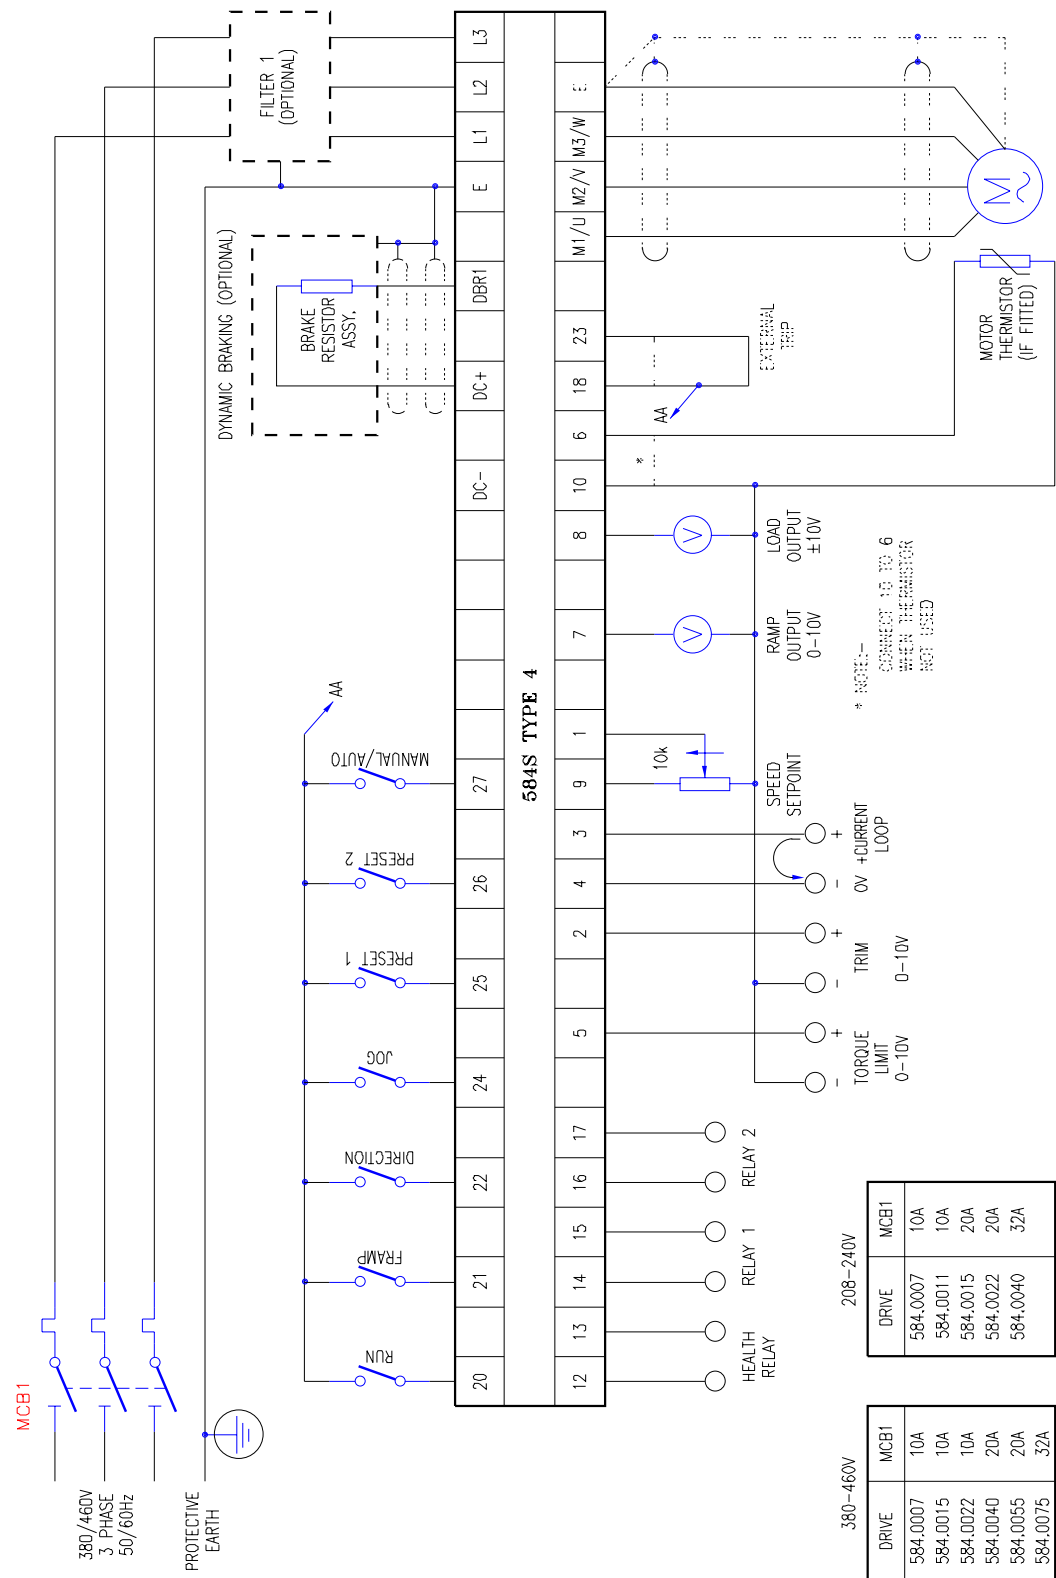 MCB1
380/460V
3 PHASE
50/60Hz
PROTECTIVE
EARTH
FILTER 1
(OPTIONAL)
DYNAMIC BRAKING (OPTIONAL)
BRAKE
RESISTOR
ASSY.
AA
RUN
FRAMP
DIRECTION
JOG
PRESET 1
PRESET 2
MANUAL/AUTO
20
21
22
24
25
26
27
DC-
DC+
DBR1
E
L1
L2
L3
584S TYPE 4
12
13
14
15
16
17
5
2
4
3
9
1
7
8
10
6
18
23
M1/U
M2/V
M3/W
E
HEALTH
RELAY
RELAY 1
RELAY 2
-
+
TORQUE
LIMIT
0-10V
-
+
TRIM
0-10V
-
+
0V +CURRENT
LOOP
10k
SPEED
SETPOINT
V
RAMP
OUTPUT
0-10V
V
LOAD
OUTPUT
±10V
*
AA
EXTERNAL
TRIP
M
MOTOR
THERMISTOR
(IF FITTED)
* NOTE:-
CONNECT 10 TO 6
WHEN THERMISTOR
NOT USED
380-460V
DRIVE MCB1
584.0007 10A
584.0015 10A
584.0022 10A
584.0040 20A
584.0055 20A
584.0075 32A
208-240V
DRIVE MCB1
584.0007 10A
584.0011 10A
584.0015 20A
584.0022 20A
584.0040 32A